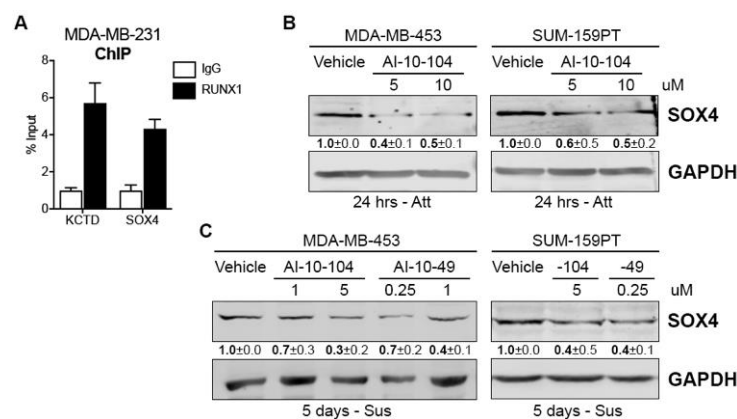 A
MDA-MB-231
ChIP
IgG
RUNX1
% Input
8
6
4
2
0
KCTD SOX4
B
MDA-MB-453 SUM-159PT
Vehicle AI-10-104 Vehicle AI-10-104
5 10 5 10 uM
SOX4
1.0±0.0 0.4±0.1 0.5±0.1 1.0±0.0 0.6±0.5 0.5±0.2
GAPDH
24 hrs - Att 24 hrs - Att
C
MDA-MB-453 SUM-159PT
Vehicle AI-10-104 AI-10-49 Vehicle -104 -49
1 5 0.25 1 5 0.25 uM
SOX4
1.0±0.0 0.7±0.3 0.3±0.2 0.7±0.2 0.4±0.1 1.0±0.0 0.4±0.5 0.4±0.1
GAPDH
5 days - Sus 5 days - Sus